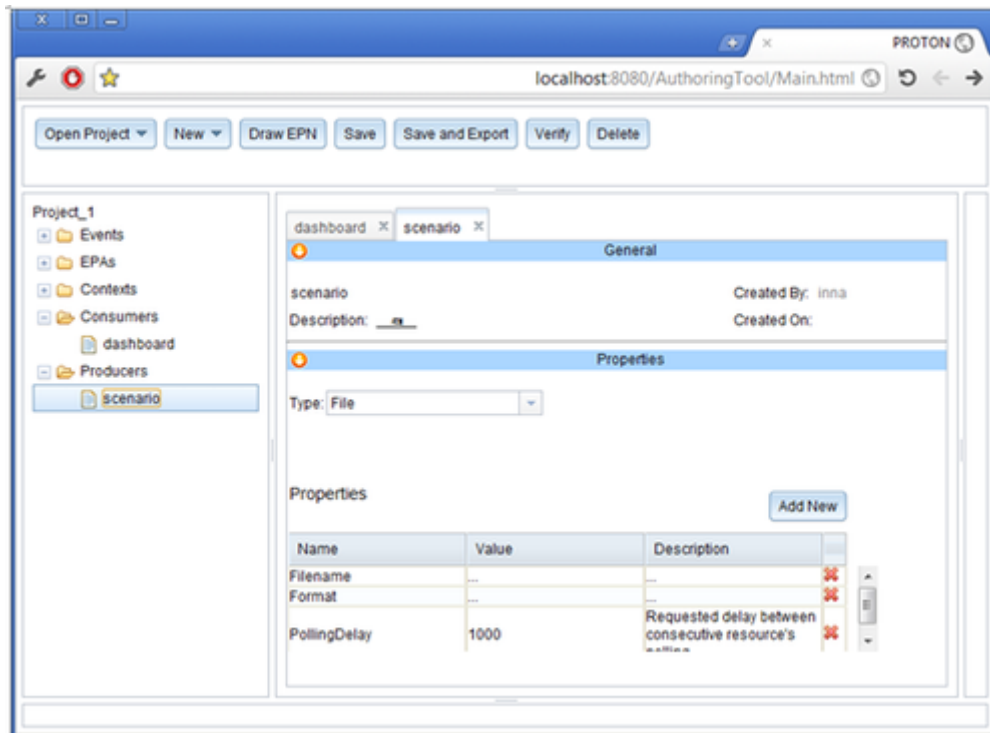 PROTON
localhost:8080/AuthoringTool/Main.html
Open Project New Draw EPN Save Save and Export Verify Delete
Project_1
Events
EPAs
Contexts
Consumers
dashboard
Producers
scenario
dashboard scenario
General
scenario Created By: inna
Description: Created On:
Properties
Type: File
Properties
Add New
Name Value Description
Filename ... ...
Format ... ...
PollingDelay 1000 Requested delay between
consecutive resource's